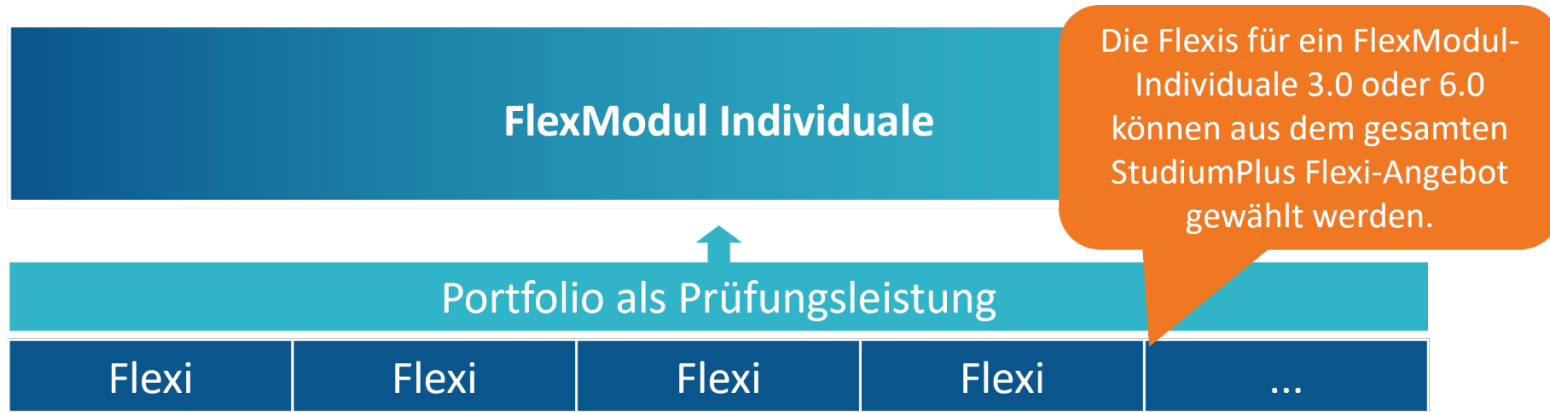 Die Flexis für ein FlexModul-
Individuale 3.0 oder 6.0
können aus dem gesamten
StudiumPlus Flexi-Angebot
gewählt werden.
FlexModul Individuale
Portfolio als Prüfungsleistung
Flexi Flexi Flexi Flexi ...